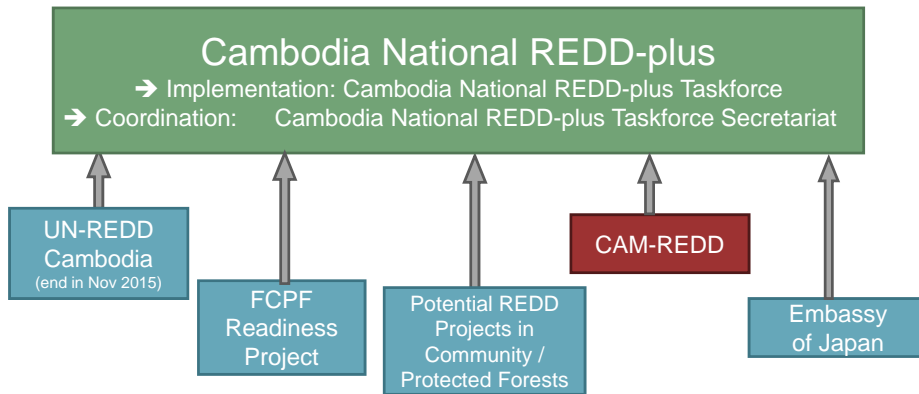 Cambodia National REDD-plus
➔ Implementation: Cambodia National REDD-plus Taskforce
➔ Coordination: Cambodia National REDD-plus Taskforce Secretariat
UN-REDD
Cambodia
(end in Nov 2015)
FCPF
Readiness
Project
Potential REDD
Projects in
Community /
Protected Forests
CAM-REDD
Embassy
of Japan